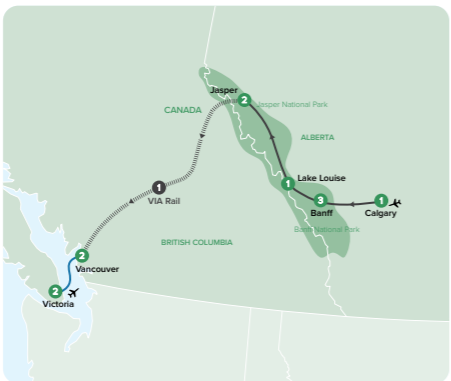 Jasper
2
Jasper National Park
CANADA
ALBERTA
Lake Louise
1
3
1
Banff
Calgary
Banff National Park
1
VIA Rail
BRITISH COLUMBIA
2
Vancouver
2
Victoria